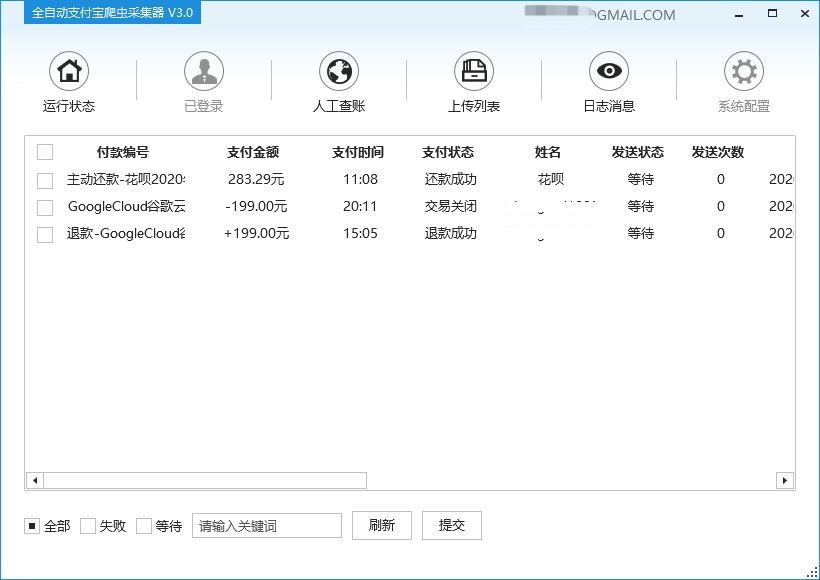 全自动支付宝爬虫采集器 V3.0
GMAIL.COM
运行状态 已登录 人工查账 上传列表 日志消息 系统配置
付款编号 支付金额 支付时间 支付状态 姓名 发送状态 发送次数
主动还款-花呗2020 283.29元 11:08 还款成功 花呗 等待 0 202
GoogleCloud谷歌云 -199.00元 20:11 交易关闭 等待 0 202
退款-GoogleCloud谷 +199.00元 15:05 退款成功 等待 0 202
全部 失败 等待 请输入关键词 刷新 提交